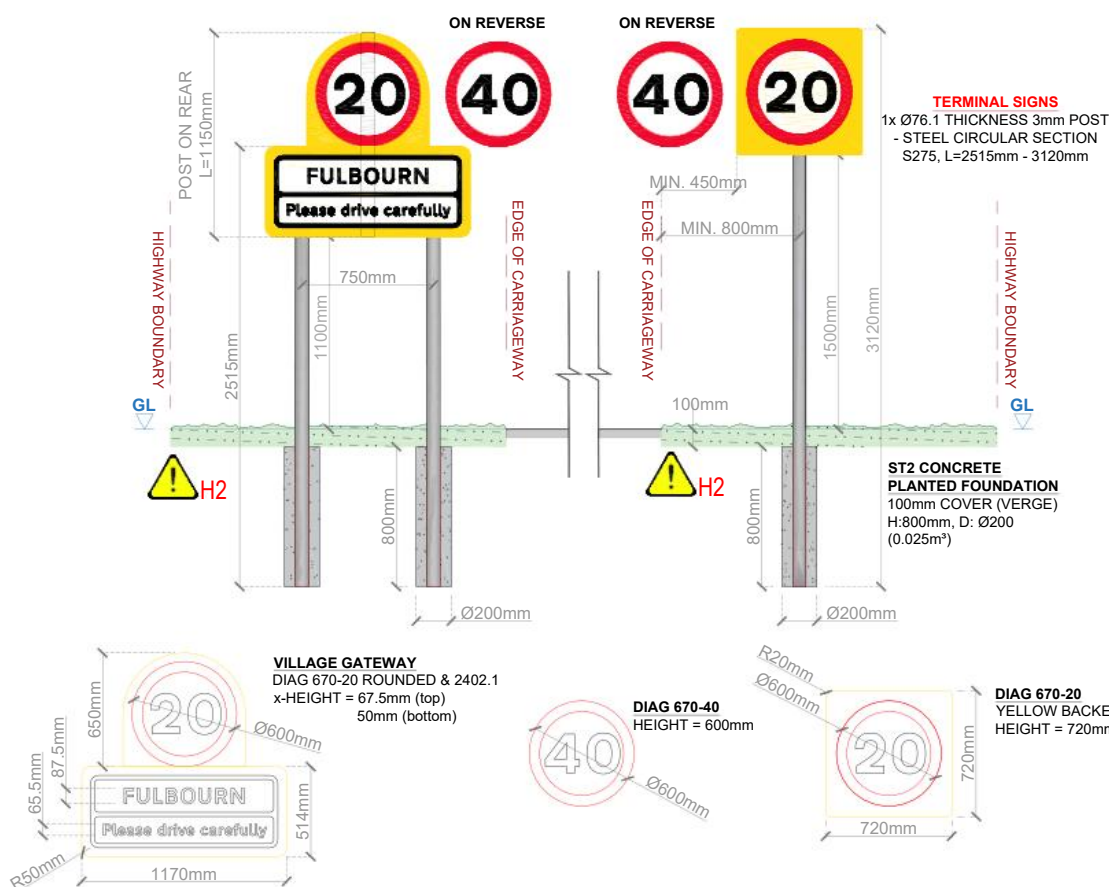 ON REVERSE
ON REVERSE
20
40
40
20
POST ON REAR
L=1150mm
FULBOURN
Please drive carefully
TERMINAL SIGNS
1x Ø76.1 THICKNESS 3mm POST
- STEEL CIRCULAR SECTION
S275, L=2515mm - 3120mm
MIN. 450mm
MIN. 800mm
HIGHWAY BOUNDARY
EDGE OF CARRIAGEWAY
EDGE OF CARRIAGEWAY
HIGHWAY BOUNDARY
750mm
1100mm
2515mm
1500mm
3120mm
GL
GL
100mm
H2
H2
800mm
800mm
ST2 CONCRETE
PLANTED FOUNDATION
100mm COVER (VERGE)
H:800mm, D: Ø200
(0.025m³)
Ø200mm
Ø200mm
VILLAGE GATEWAY
DIAG 670-20 ROUNDED & 2402.1
x-HEIGHT = 67.5mm (top)
50mm (bottom)
650mm
20
Ø600mm
87.5mm
65.5mm
FULBOURN
Please drive carefully
514mm
R50mm
1170mm
DIAG 670-40
HEIGHT = 600mm
40
Ø600mm
R20mm
Ø600mm
20
720mm
720mm
DIAG 670-20
YELLOW BACKE
HEIGHT = 720m